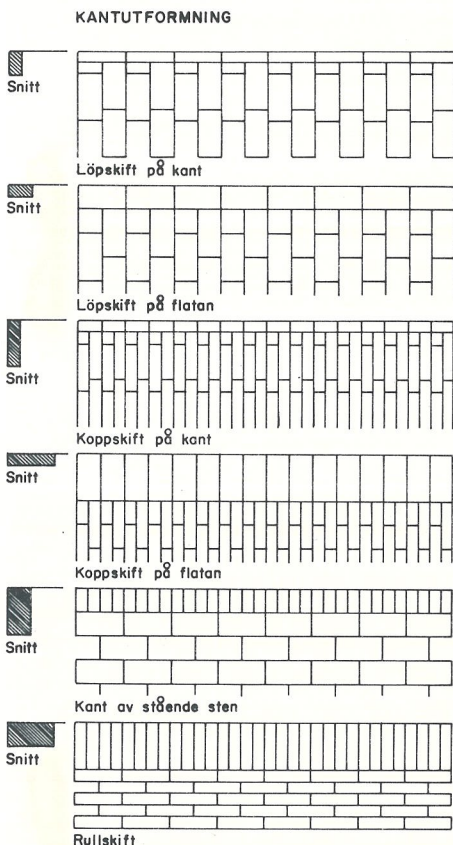 KANTUTFORMNING
Snitt
Löpskift på kant
Snitt
Löpskift på flatan
Snitt
Koppskift på kant
Snitt
Koppskift på flatan
Snitt
Kant av stående sten
Snitt
Rullskift